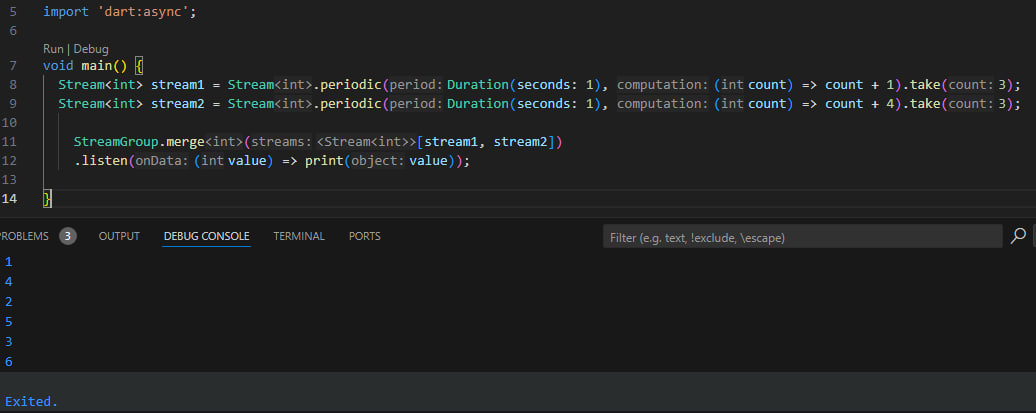 5 import 'dart:async';
6
Run | Debug
7 void main() {
8 Stream<int> stream1 = Stream<int>.periodic(period: Duration(seconds: 1), computation: (int count) => count + 1).take(count: 3);
9 Stream<int> stream2 = Stream<int>.periodic(period: Duration(seconds: 1), computation: (int count) => count + 4).take(count: 3);
10
11 StreamGroup.merge<int>(streams: <Stream<int>>[stream1, stream2])
12 .listen(onData: (int value) => print(object: value));
13
14 }
ROBLEMS 3 OUTPUT DEBUG CONSOLE TERMINAL PORTS Filter (e.g. text, !exclude, \escape)
1
4
2
5
3
6
Exited.